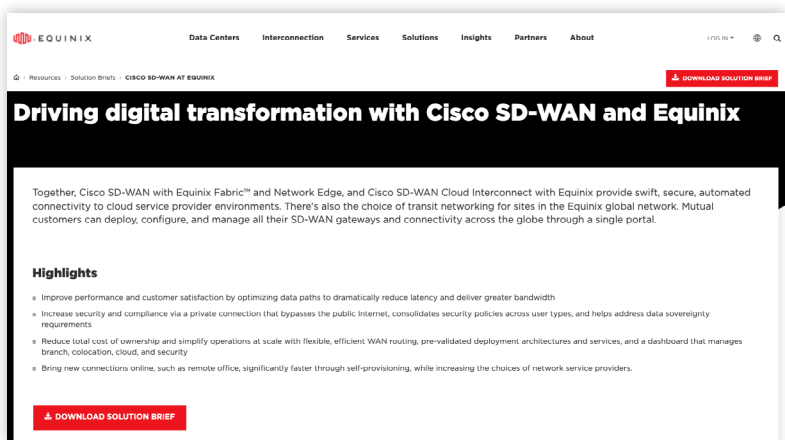 EQUINIX
Data Centers Interconnection Services Solutions Insights Partners About
LOG IN
Resources Solution Briefs CISCO SD-WAN AT EQUINIX
DOWNLOAD SOLUTION BRIEF
Driving digital transformation with Cisco SD-WAN and Equinix
Together, Cisco SD-WAN with Equinix Fabric™ and Network Edge, and Cisco SD-WAN Cloud Interconnect with Equinix provide swift, secure, automated
connectivity to cloud service provider environments. There's also the choice of transit networking for sites in the Equinix global network. Mutual
customers can deploy, configure, and manage all their SD-WAN gateways and connectivity across the globe through a single portal.
Highlights
Improve performance and customer satisfaction by optimizing data paths to dramatically reduce latency and deliver greater bandwidth
Increase security and compliance via a private connection that bypasses the public Internet, consolidates security policies across user types, and helps address data sovereignty
requirements
Reduce total cost of ownership and simplify operations at scale with flexible, efficient WAN routing, pre-validated deployment architectures and services, and a dashboard that manages
branch, colocation, cloud, and security
Bring new connections online, such as remote office, significantly faster through self-provisioning, while increasing the choices of network service providers.
DOWNLOAD SOLUTION BRIEF